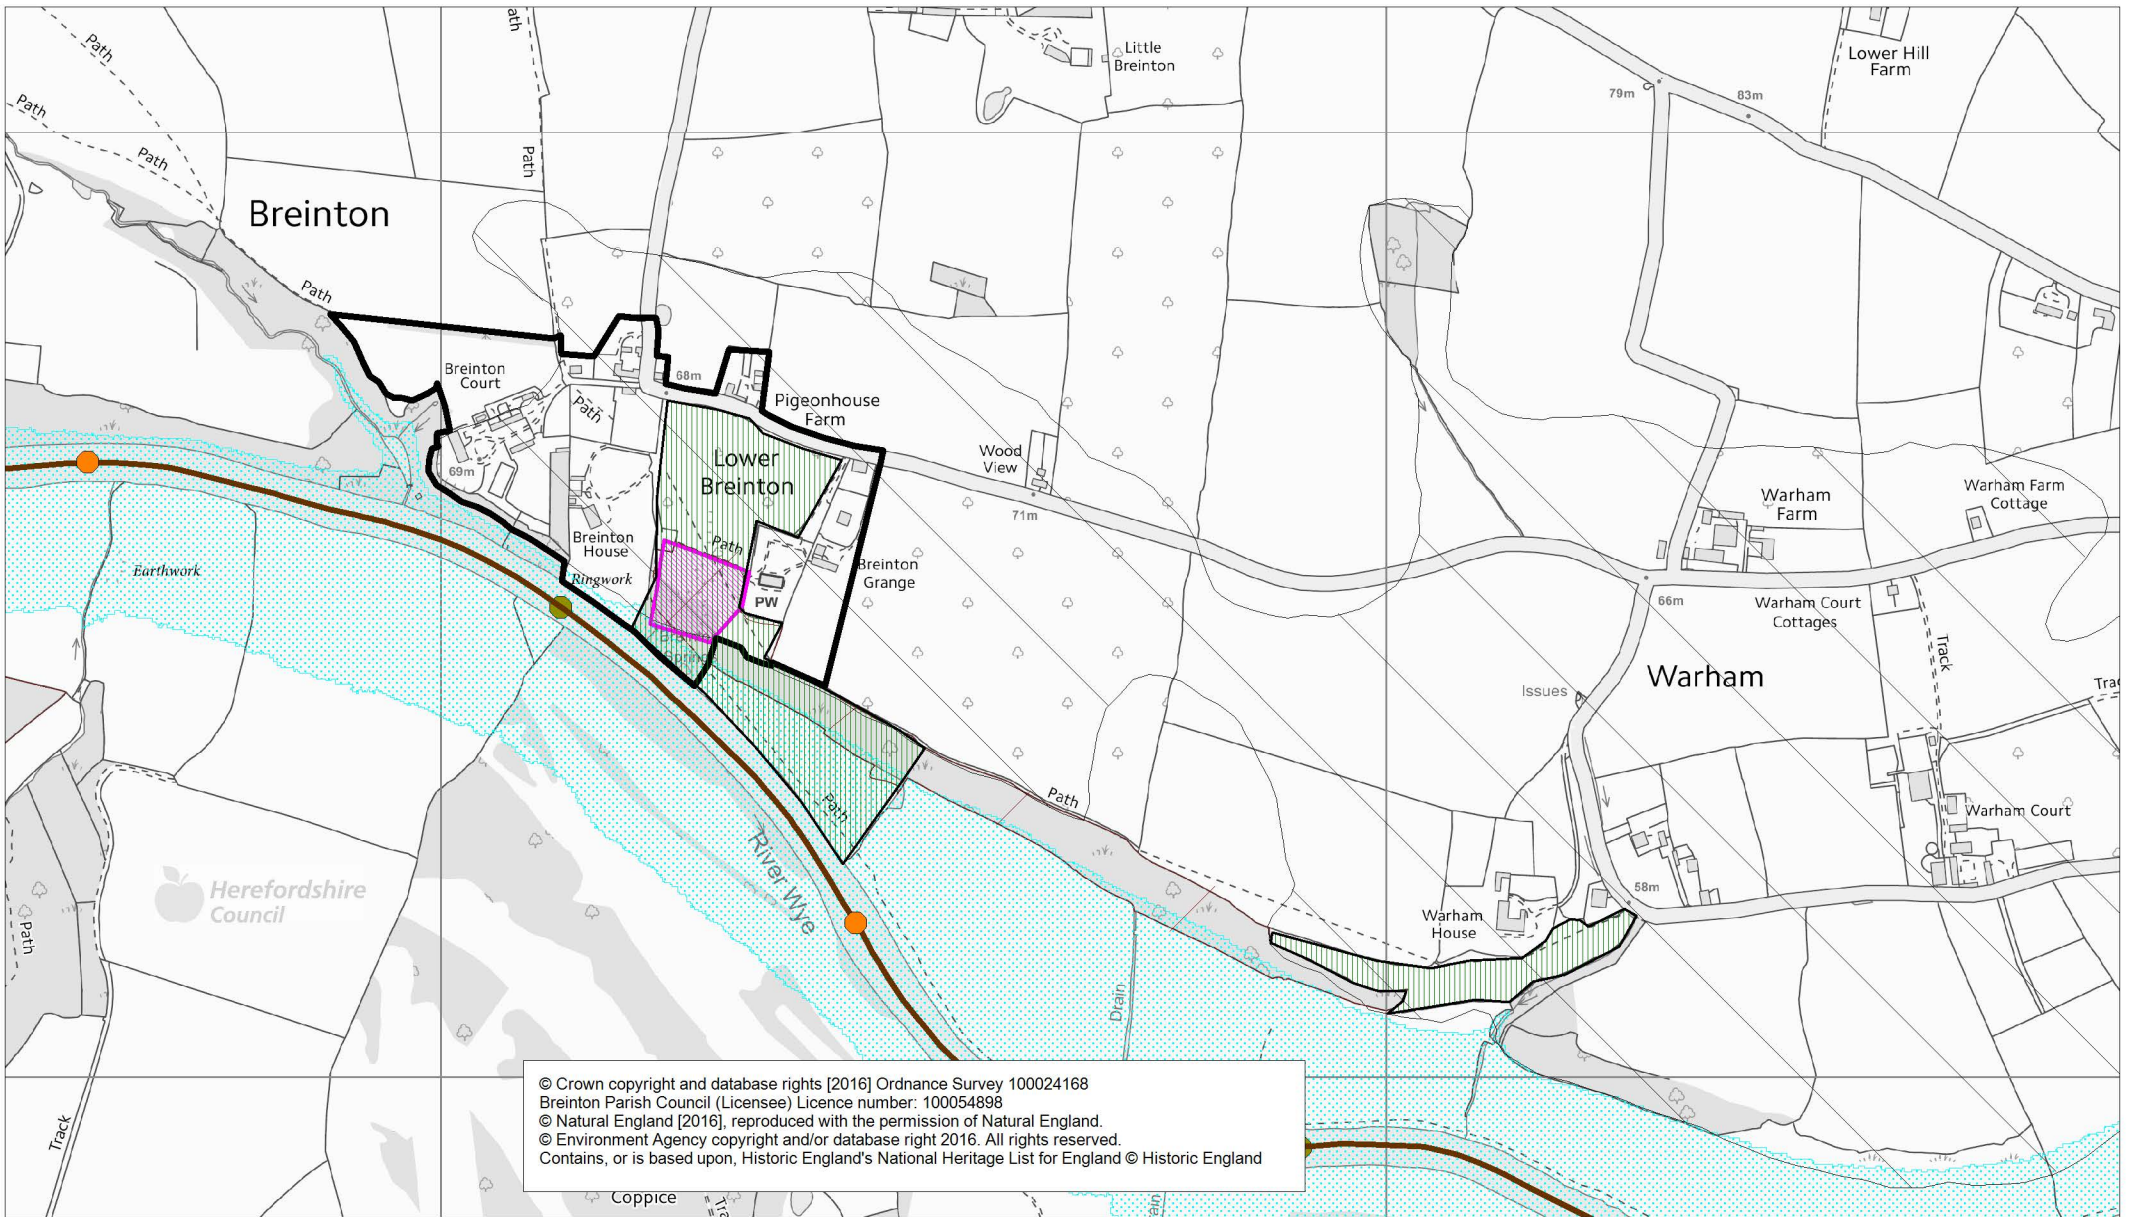 Path
Path
Path
Path
Path
Path
Breinton
Little
Breinton
Lower Hill
Farm
79m
83m
Breinton
Court
Path
68m
Pigeonhouse
Farm
Lower
Breinton
69m
Wood
View
71m
Warham
Farm
Warham Farm
Cottage
Breinton
House
Path
Ringwork
Earthwork
PW
Breinton
Grange
66m
Warham Court
Cottages
Track
Warham
Issues
Path
Path
River Wye
Warham Court
Herefordshire
Council
Path
58m
Warham
House
Drain
Track
© Crown copyright and database rights [2016] Ordnance Survey 100024168
Breinton Parish Council (Licensee) Licence number: 100054898
© Natural England [2016], reproduced with the permission of Natural England.
© Environment Agency copyright and/or database right 2016. All rights reserved.
Contains, or is based upon, Historic England's National Heritage List for England © Historic England
Coppice